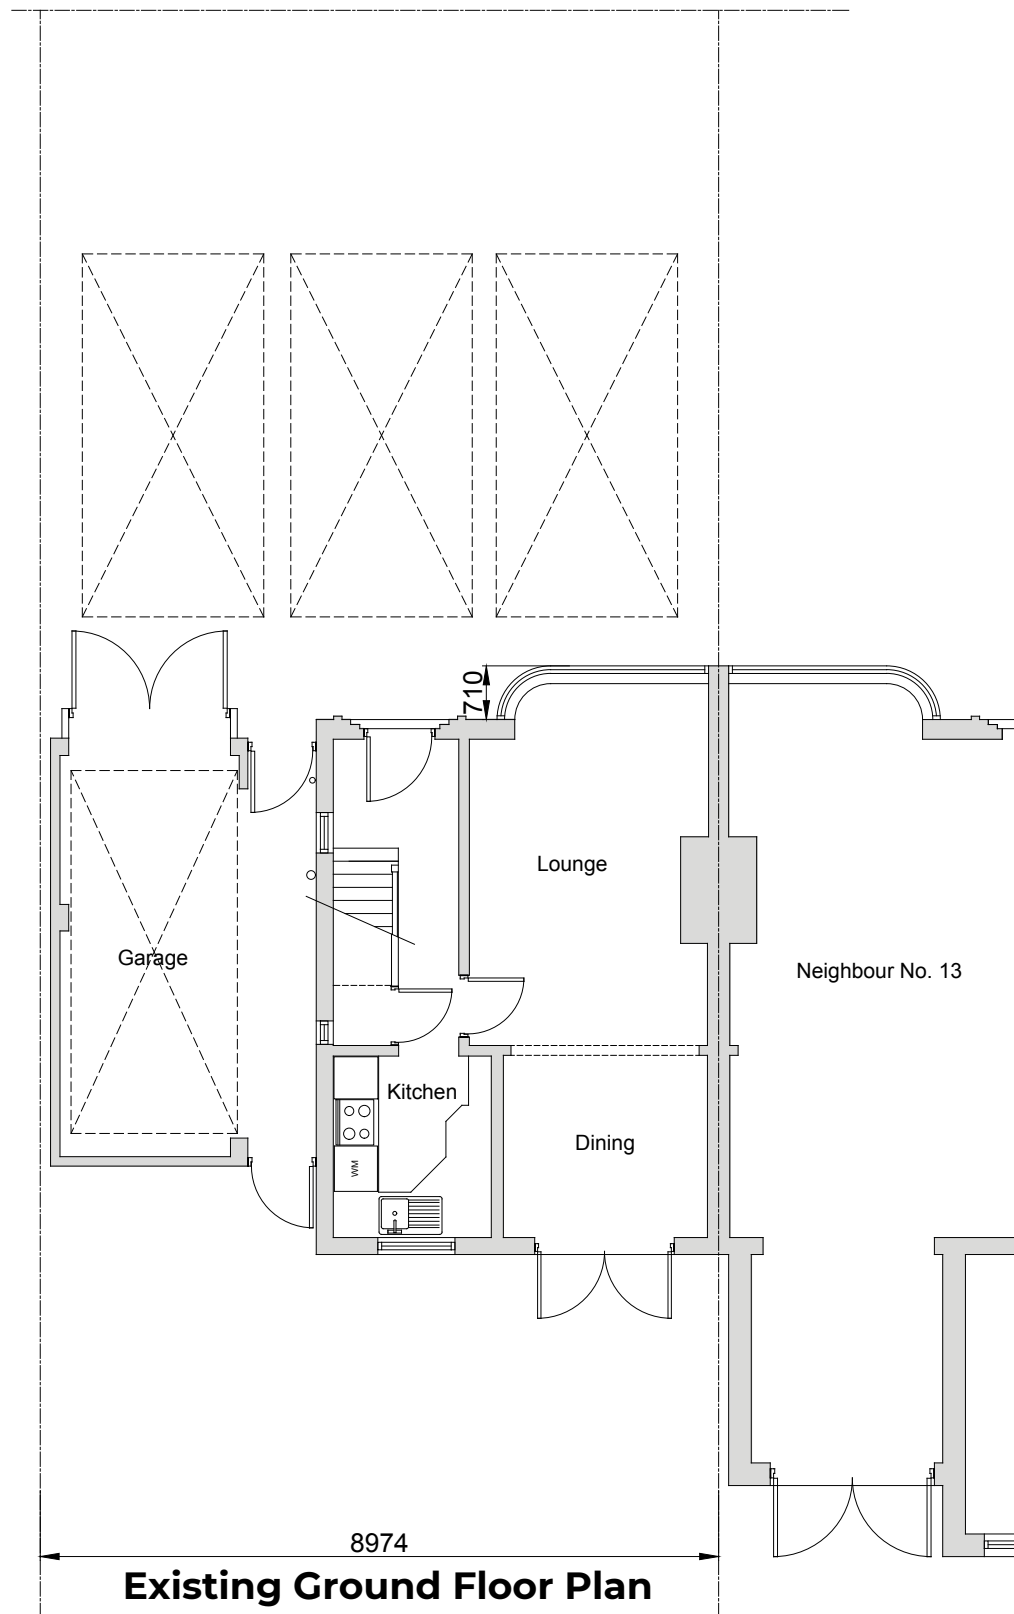 710
Lounge
Garage
Neighbour No. 13
Kitchen
Dining
WM
8974
Existing Ground Floor Plan